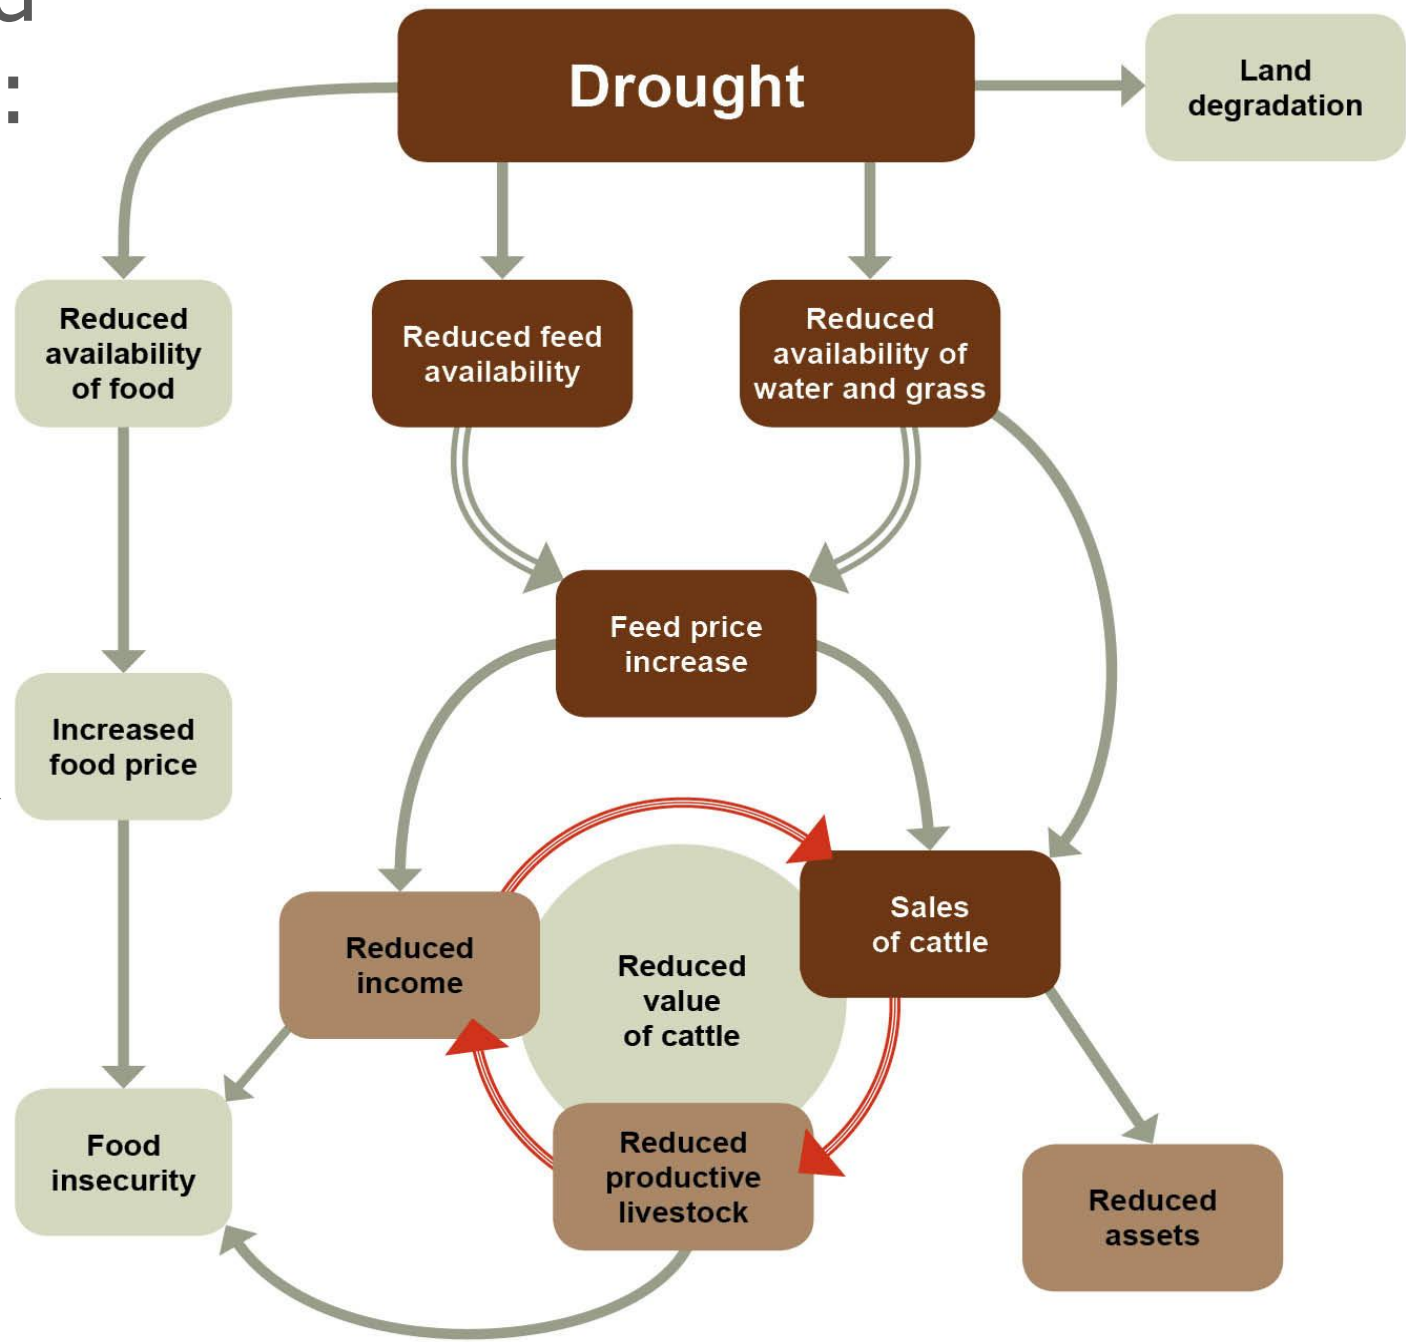 :
Drought
Land
degradation
Reduced
availability
of food
Reduced feed
availability
Reduced
availability of
water and grass
Feed price
increase
Increased
food price
Reduced
income
Reduced
value
of cattle
Sales
of cattle
Food
insecurity
Reduced
productive
livestock
Reduced
assets